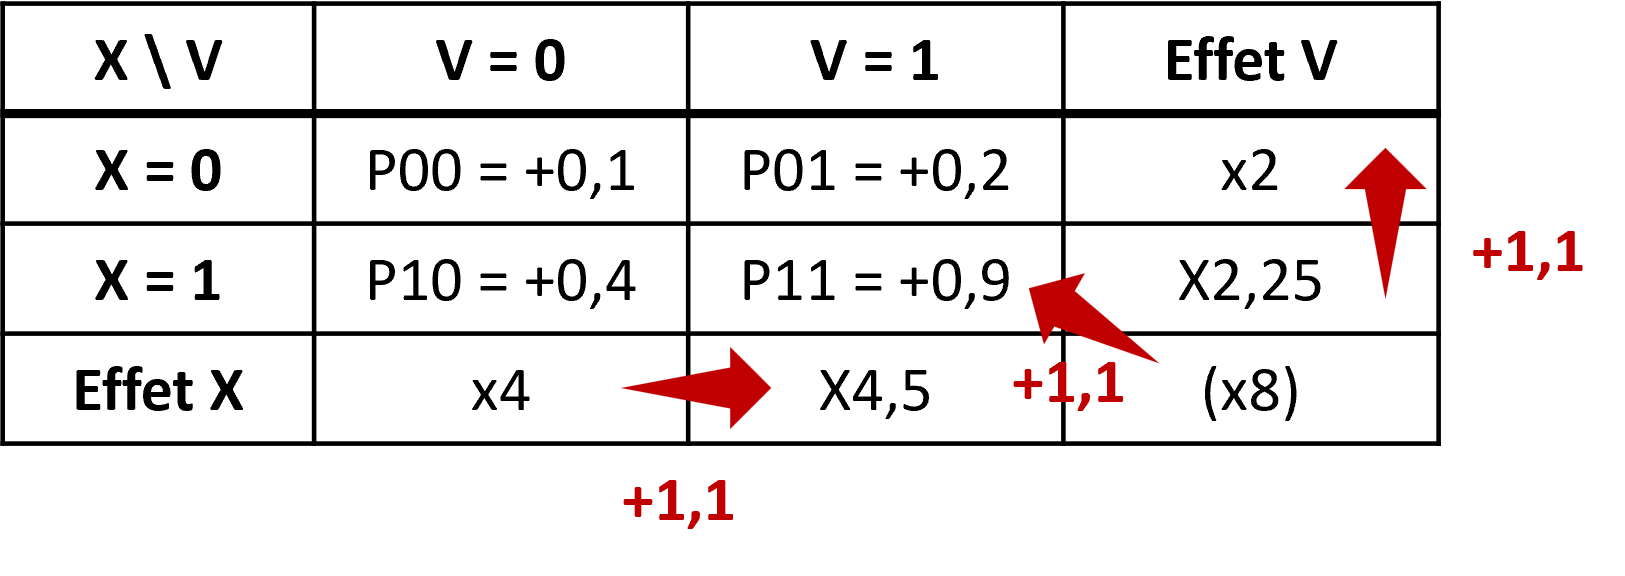 X \ V V = 0 V = 1 Effet V
X = 0 P00 = +0,1 P01 = +0,2 x2
X = 1 P10 = +0,4 P11 = +0,9 X2,25
+1,1
Effet X x4 X4,5 (x8)
+1,1
+1,1